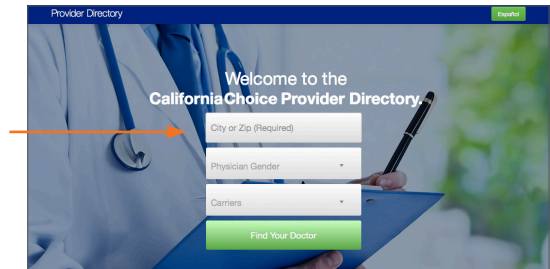 Provider Directory
Español
Welcome to the
CaliforniaChoice Provider Directory.
City or Zip (Required)
Physician Gender
Carriers
Find Your Doctor